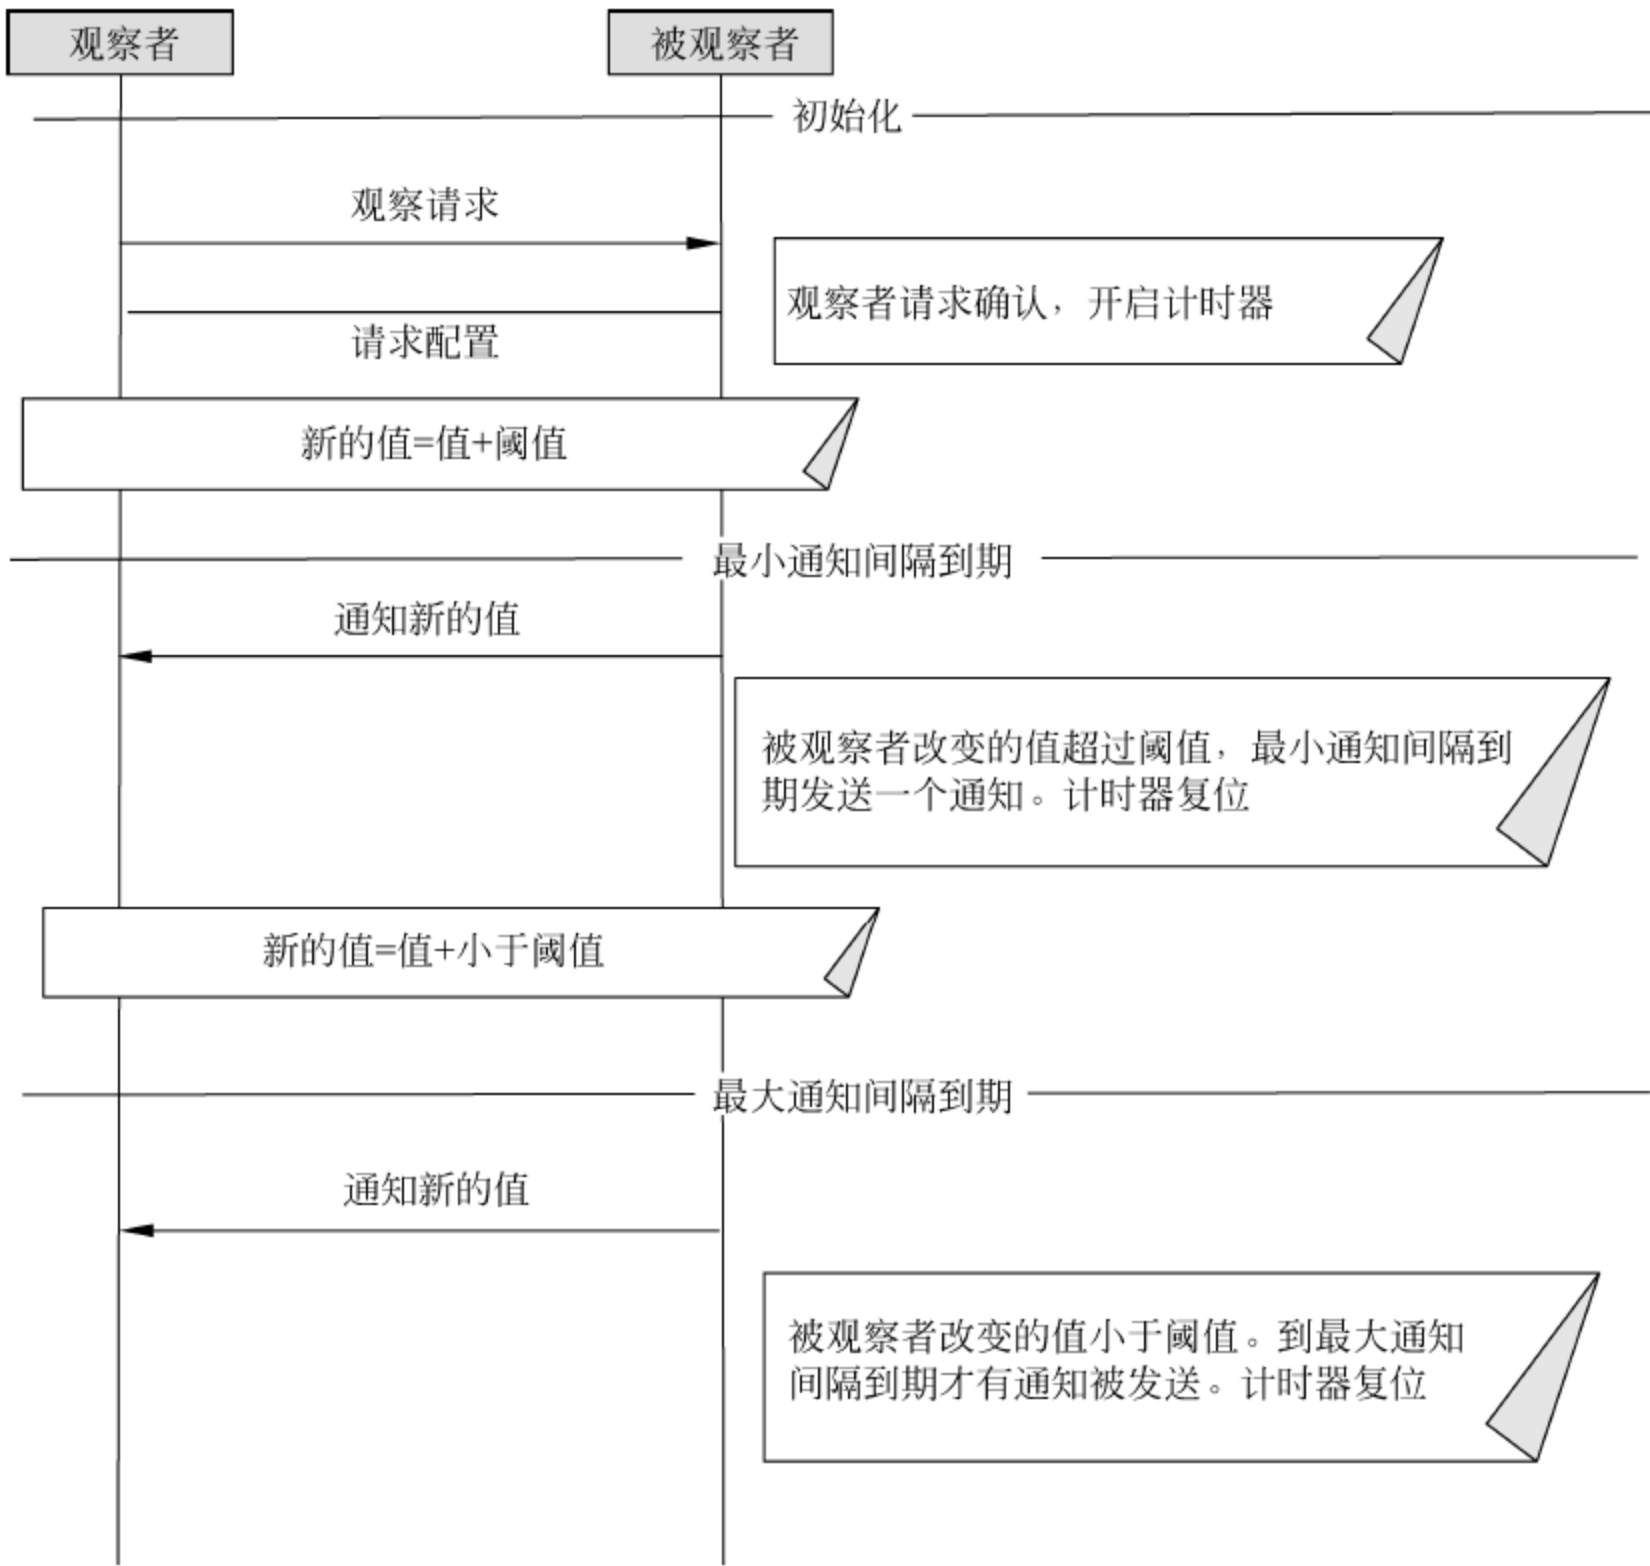 观察者
被观察者
初始化
观察请求
观察者请求确认，开启计时器
请求配置
新的值=值+阈值
最小通知间隔到期
通知新的值
被观察者改变的值超过阈值，最小通知间隔到
期发送一个通知。计时器复位
新的值=值+小于阈值
最大通知间隔到期
通知新的值
被观察者改变的值小于阈值。到最大通知
间隔到期才有通知被发送。计时器复位